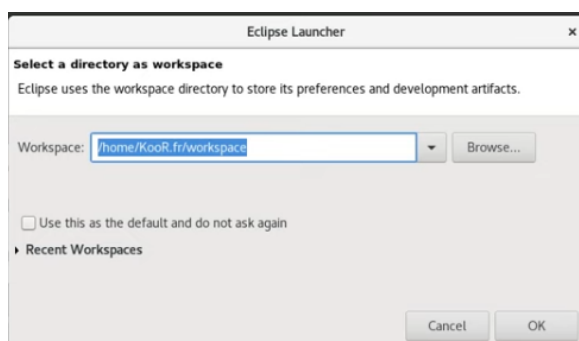 Eclipse Launcher
Select a directory as workspace
Eclipse uses the workspace directory to store its preferences and development artifacts.
Workspace: /home/KooR.fr/workspace Browse...
Use this as the default and do not ask again
Recent Workspaces
Cancel OK